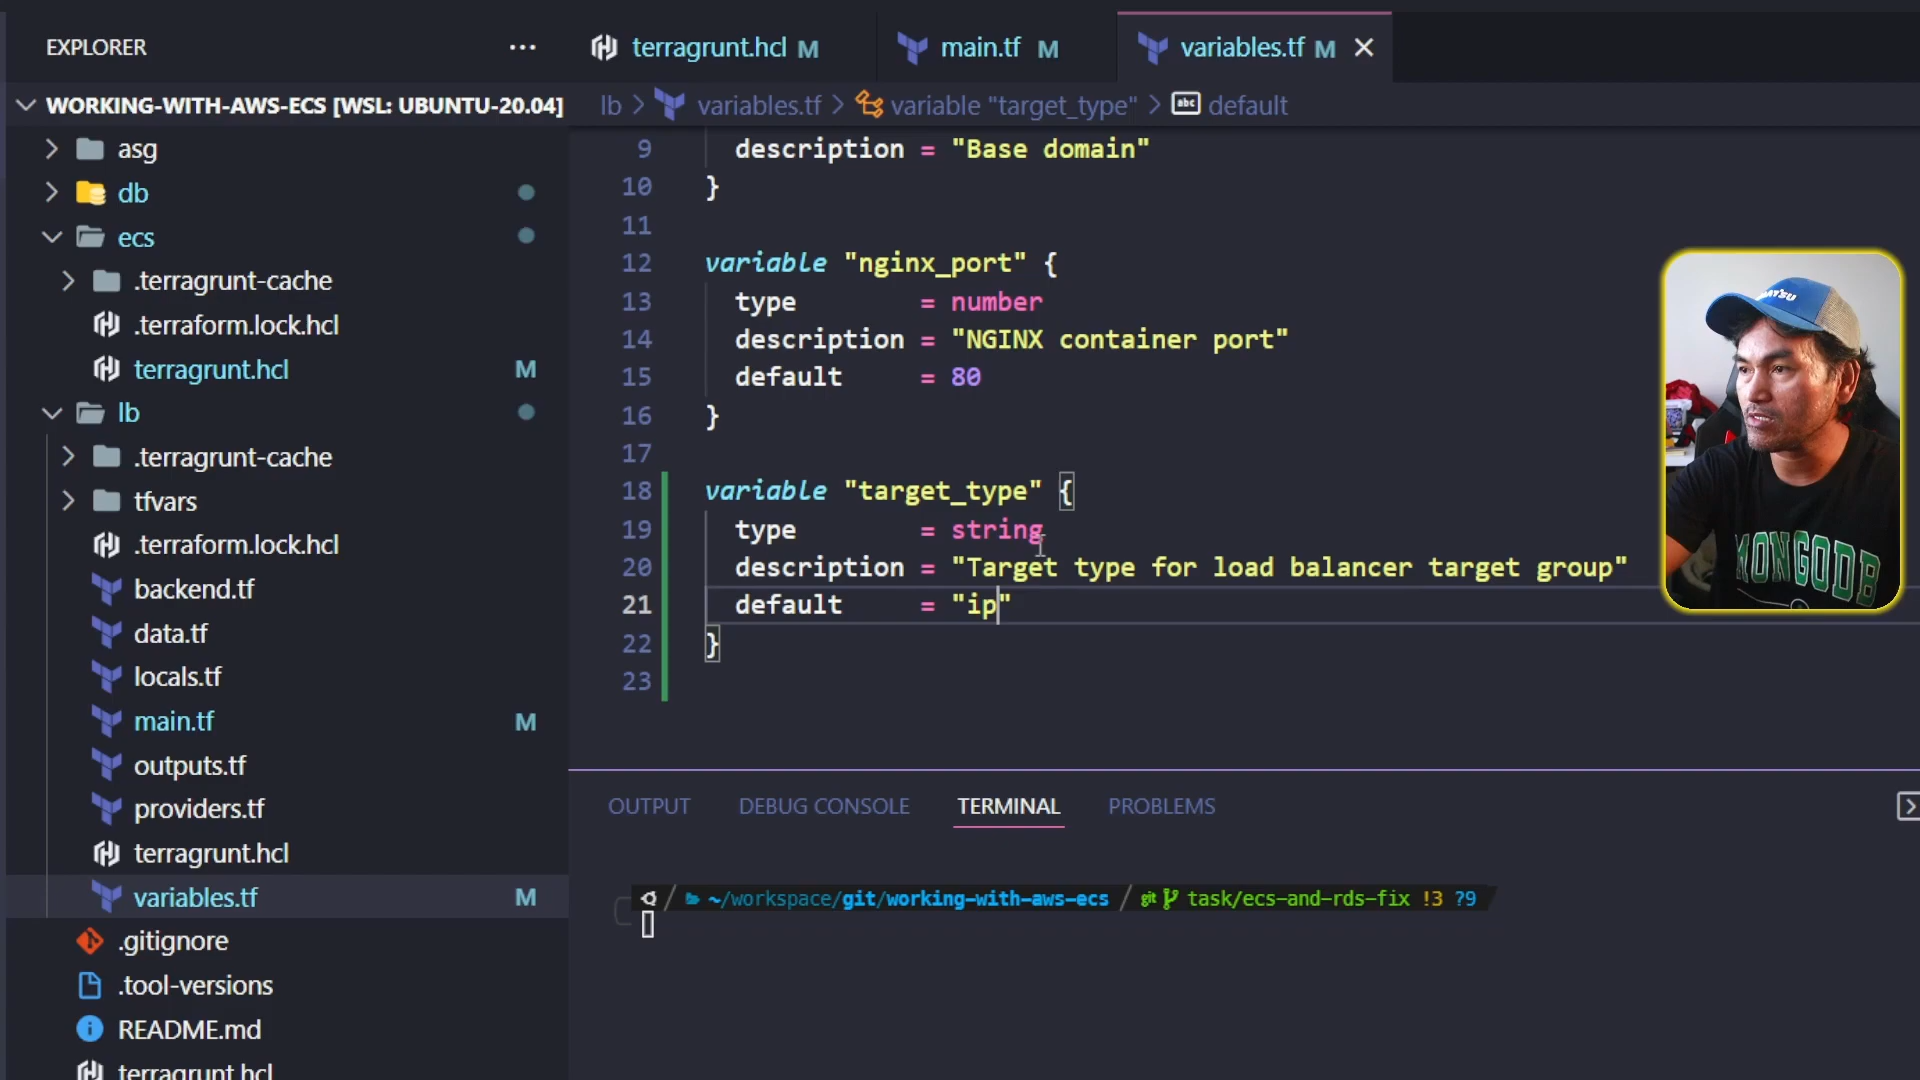 EXPLORER
...
terragrunt.hcl M
main.tf M
variables.tf M
WORKING-WITH-AWS-ECS [WSL: UBUNTU-20.04]
lb > variables.tf > variable "target_type" > default
asg
db
ecs
.terragrunt-cache
.terraform.lock.hcl
terragrunt.hcl M
lb
.terragrunt-cache
tfvars
.terraform.lock.hcl
backend.tf
data.tf
locals.tf
main.tf M
outputs.tf
providers.tf
terragrunt.hcl
variables.tf M
.gitignore
.tool-versions
README.md
terragrunt.hcl
9 description = "Base domain"
10 }
11
12 variable "nginx_port" {
13 type = number
14 description = "NGINX container port"
15 default = 80
16 }
17
18 variable "target_type" {
19 type = string
20 description = "Target type for load balancer target group"
21 default = "ip"
22 }
23
OUTPUT DEBUG CONSOLE TERMINAL PROBLEMS
~/workspace/git/working-with-aws-ecs git task/ecs-and-rds-fix !3 ?9
MONGODB